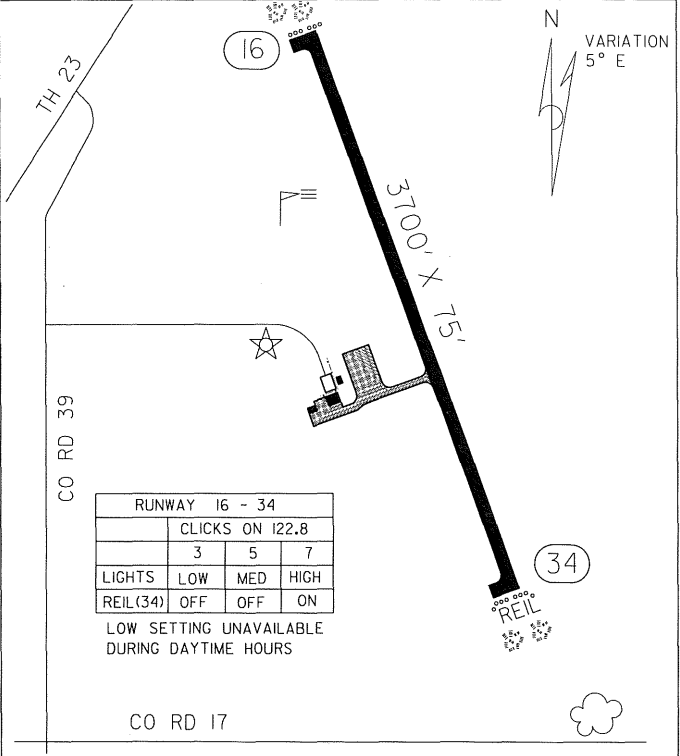 16
N
VARIATION
5° E
TH 23
3700' X 75'
CO RD 39
RUNWAY 16 - 34
CLICKS ON 122.8
3 5 7
LIGHTS LOW MED HIGH
REIL(34) OFF OFF ON
LOW SETTING UNAVAILABLE
DURING DAYTIME HOURS
34
REIL
CO RD 17